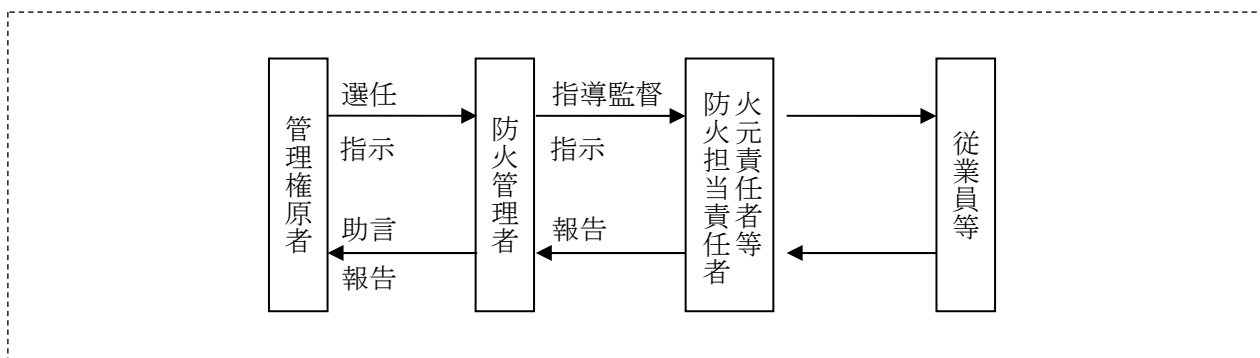 管理権原者
選任
指示
助言
報告
防火管理者
指導監督
指示
報告
火元責任者等
防火担当責任者
従業員等